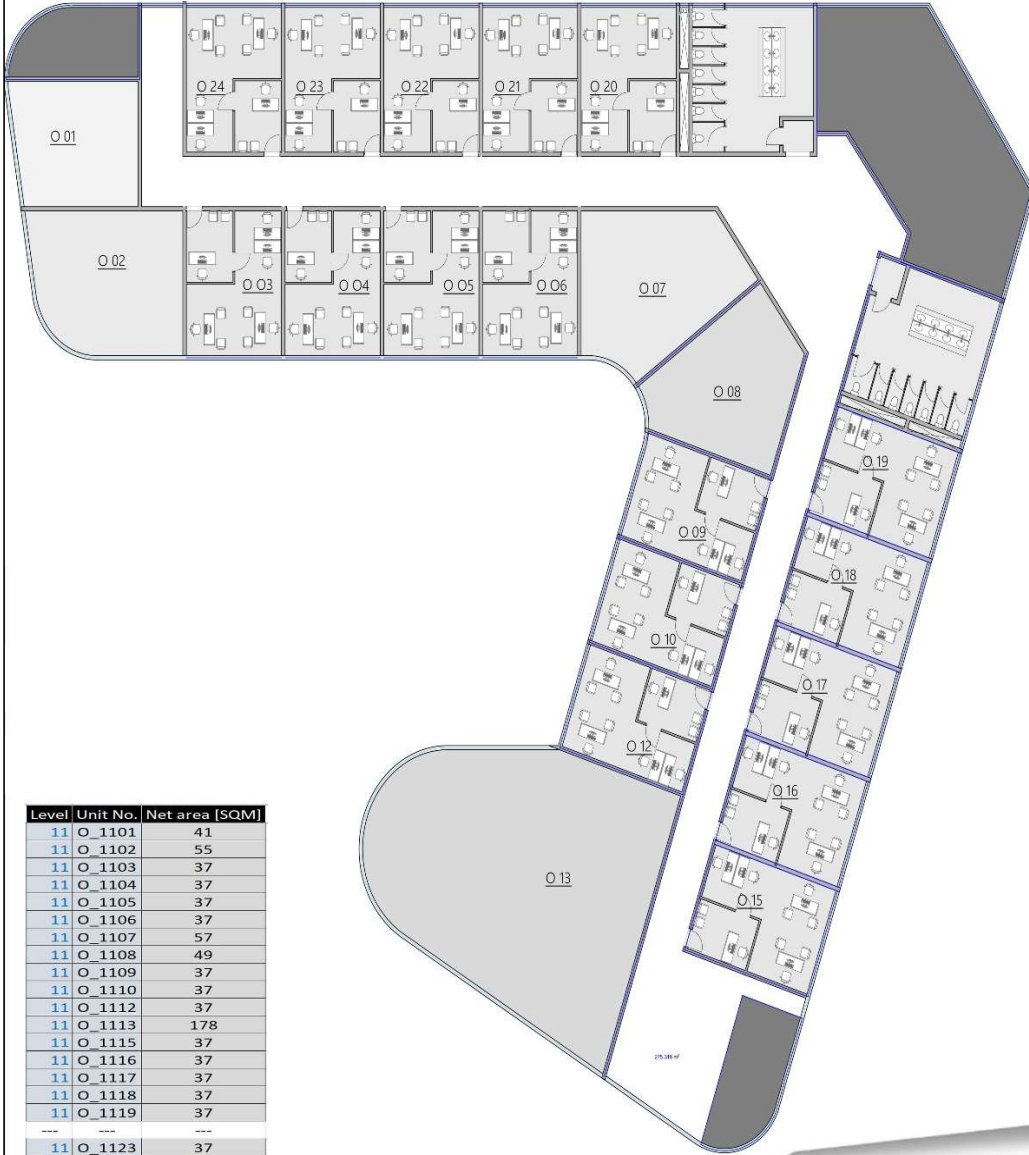 O 24
O 23
O 22
O 21
O 20
O 01
O 02
O 03
O 04
O 05
O 06
O 07
O 08
O 19
O 09
O 18
O 10
O 17
O 12
O 16
O 13
O 15
Level Unit No. Net area [SQM]
11 O_1101 41
11 O_1102 55
11 O_1103 37
11 O_1104 37
11 O_1105 37
11 O_1106 37
11 O_1107 57
11 O_1108 49
11 O_1109 37
11 O_1110 37
11 O_1112 37
11 O_1113 178
11 O_1115 37
11 O_1116 37
11 O_1117 37
11 O_1118 37
11 O_1119 37
--- --- ---
11 O_1123 37